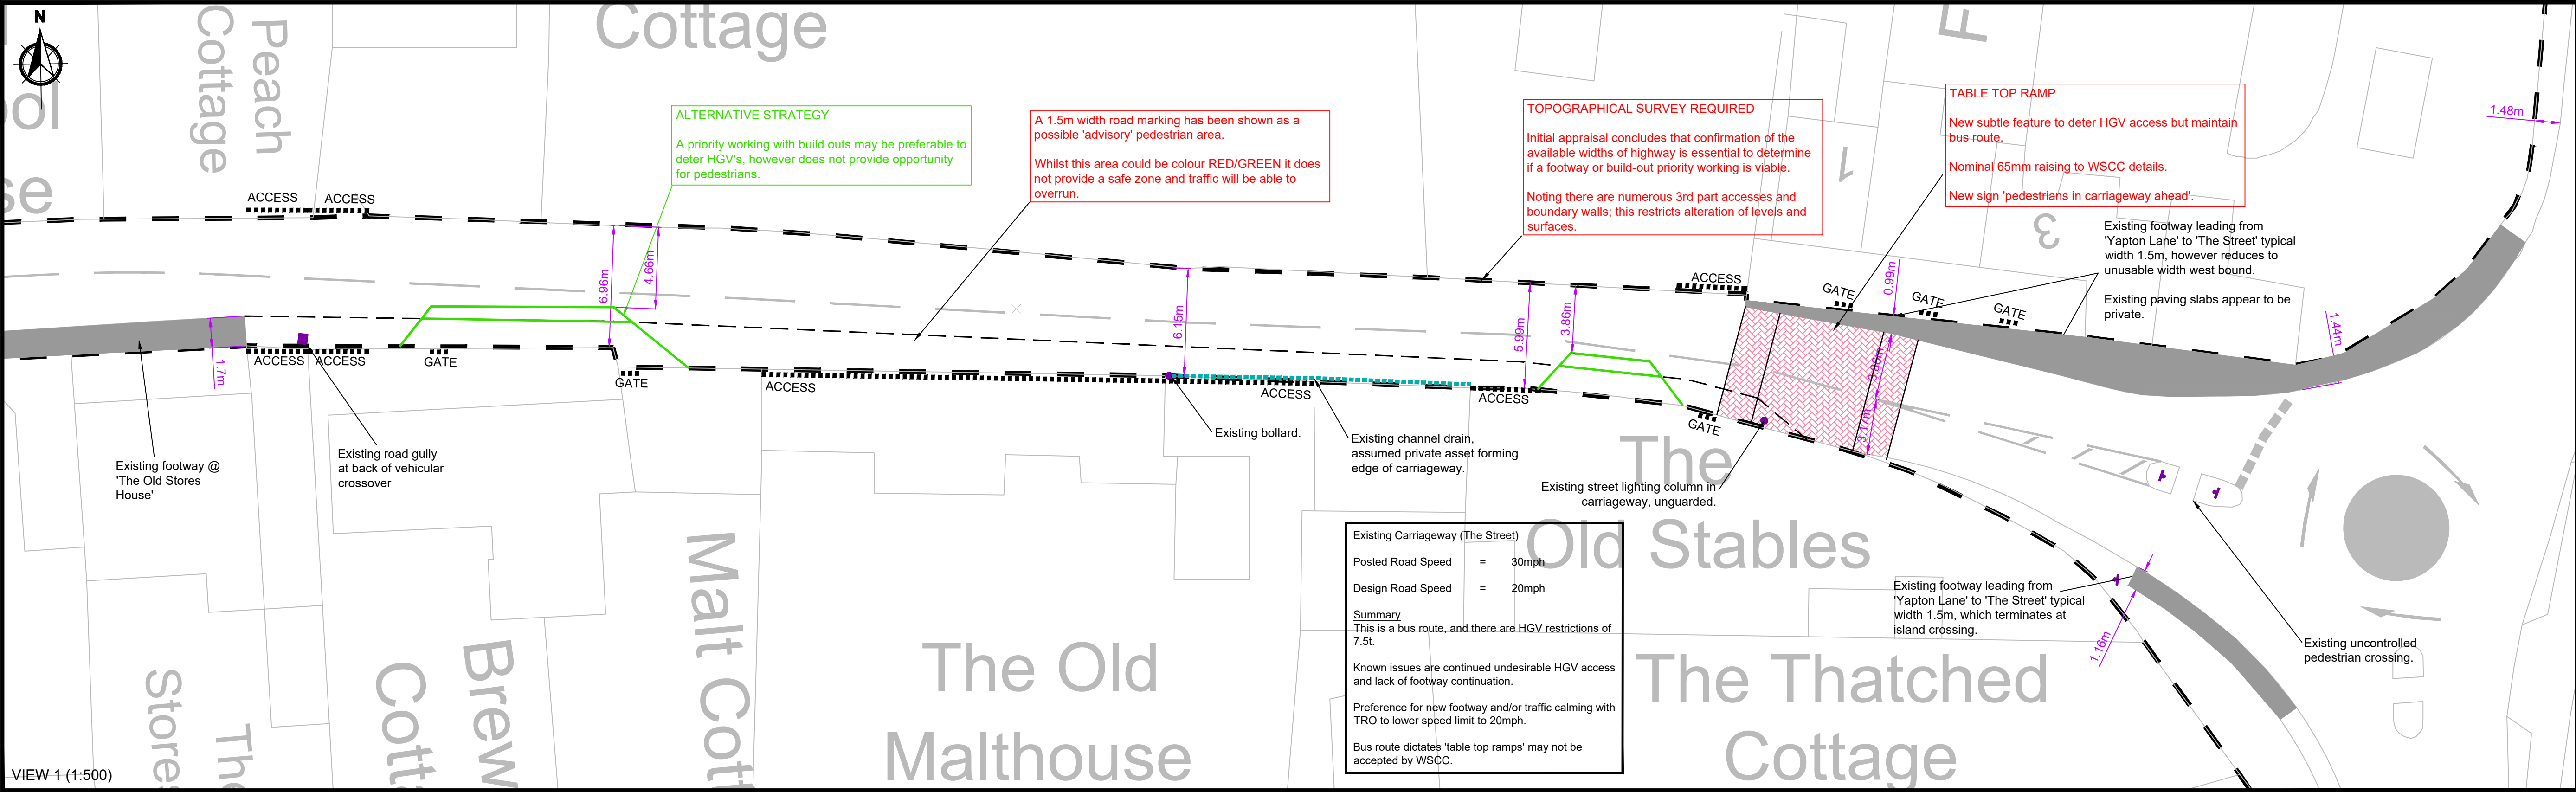 N
Peach
Cottage
Cottage
ool
se
ALTERNATIVE STRATEGY
A priority working with build outs may be preferable to
deter HGV's, however does not provide opportunity
for pedestrians.
A 1.5m width road marking has been shown as a
possible 'advisory' pedestrian area.
Whilst this area could be colour RED/GREEN it does
not provide a safe zone and traffic will be able to
overrun.
TOPOGRAPHICAL SURVEY REQUIRED
Initial appraisal concludes that confirmation of the
available widths of highway is essential to determine
if a footway or build-out priority working is viable.
Noting there are numerous 3rd part accesses and
boundary walls; this restricts alteration of levels and
surfaces.
TABLE TOP RAMP
New subtle feature to deter HGV access but maintain
bus route.
Nominal 65mm raising to WSCC details.
New sign 'pedestrians in carriageway ahead'.
F
1
3
1.48m
Existing footway leading from
'Yapton Lane' to 'The Street' typical
width 1.5m, however reduces to
unusable width west bound.
Existing paving slabs appear to be
private.
ACCESS
ACCESS
6.96m
4.66m
6.15m
5.99m
3.86m
ACCESS
GATE
0.99m
GATE
GATE
1.44m
1.7m
ACCESS
ACCESS
GATE
GATE
ACCESS
ACCESS
ACCESS
GATE
3.86m
3.17m
Existing footway @
'The Old Stores
House'
Existing road gully
at back of vehicular
crossover
Existing bollard.
Existing channel drain,
assumed private asset forming
edge of carriageway.
Existing street lighting column in
carriageway, unguarded.
The
Old Stables
Existing Carriageway (The Street)
Posted Road Speed = 30mph
Design Road Speed = 20mph
Summary
This is a bus route, and there are HGV restrictions of
7.5t.
Known issues are continued undesirable HGV access
and lack of footway continuation.
Preference for new footway and/or traffic calming with
TRO to lower speed limit to 20mph.
Bus route dictates 'table top ramps' may not be
accepted by WSCC.
Existing footway leading from
'Yapton Lane' to 'The Street' typical
width 1.5m, which terminates at
island crossing.
1.16m
Existing uncontrolled
pedestrian crossing.
Stores
The
Cott
Brew
Malt Cott
The Old
Malthouse
The Thatched
Cottage
VIEW 1 (1:500)